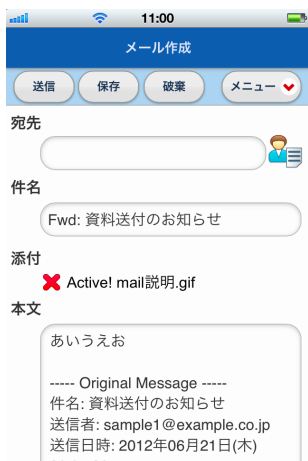 11:00
メール作成
送信 保存 破棄 メニュー
宛先
件名
Fwd: 資料送付のお知らせ
添付
Active! mail説明.gif
本文
あいうえお
----- Original Message -----
件名: 資料送付のお知らせ
送信者: sample1@example.co.jp
送信日時: 2012年06月21日(木)